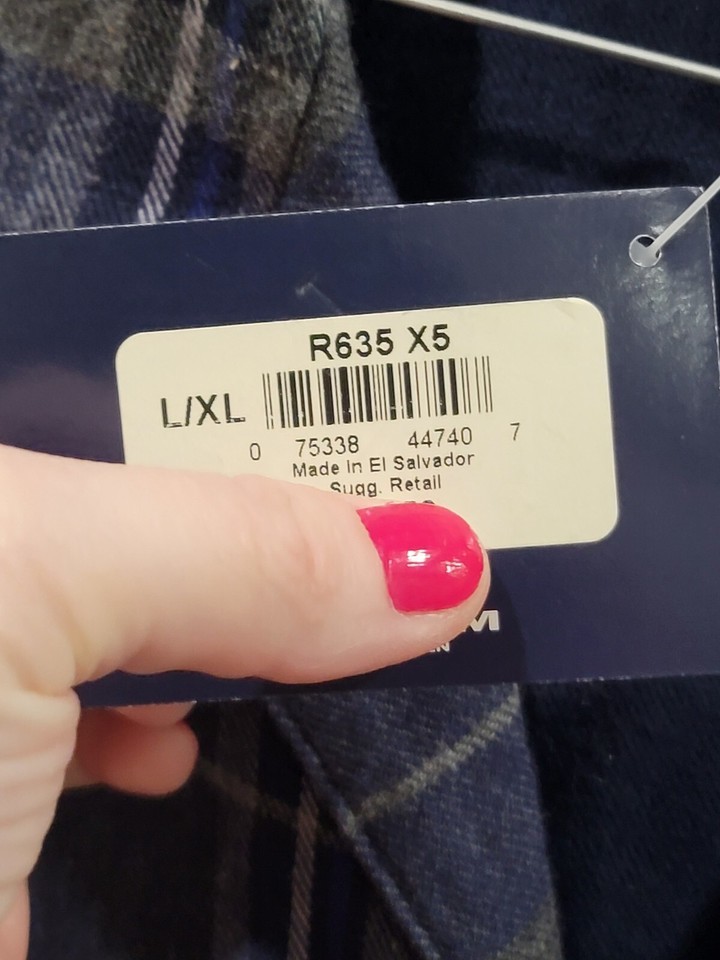 R635 X5
L/XL
0 75338 44740 7
Made In El Salvador
Sugg. Retail